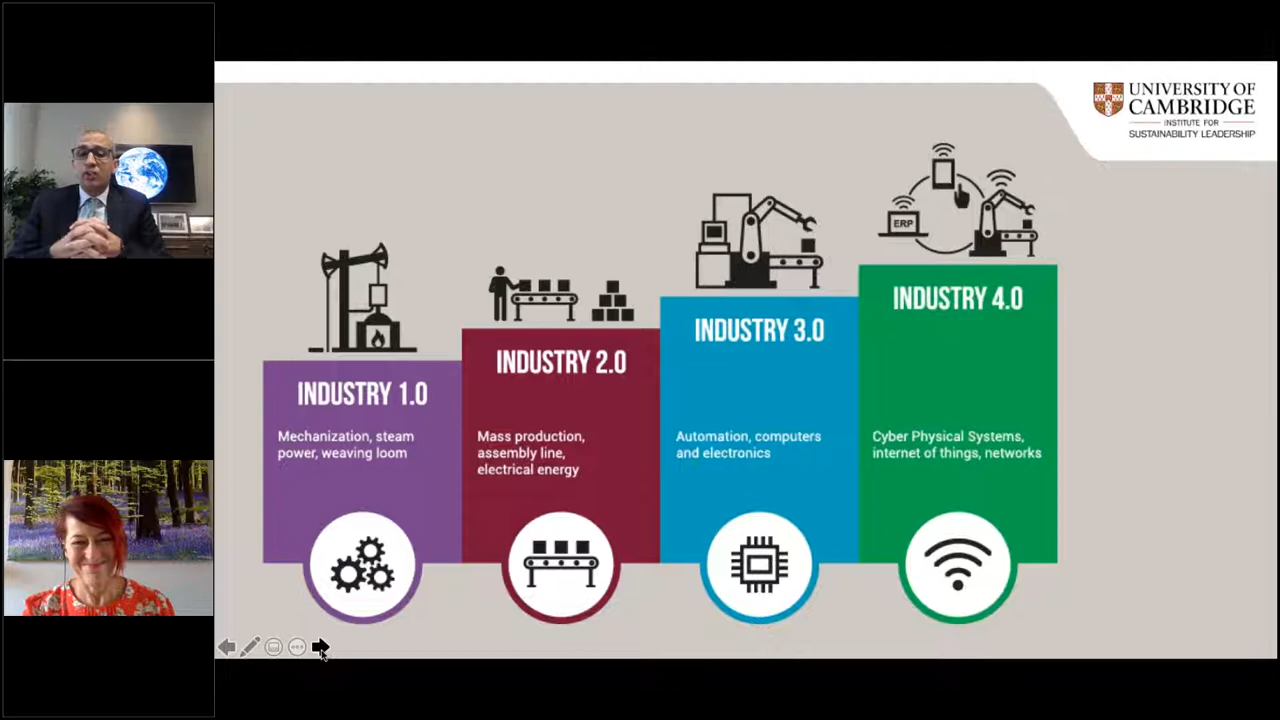 UNIVERSITY OF
CAMBRIDGE
INSTITUTE FOR
SUSTAINABILITY LEADERSHIP
ERP
INDUSTRY 1.0
Mechanization, steam
power, weaving loom
INDUSTRY 2.0
Mass production,
assembly line,
electrical energy
INDUSTRY 3.0
Automation, computers
and electronics
INDUSTRY 4.0
Cyber Physical Systems,
internet of things, networks